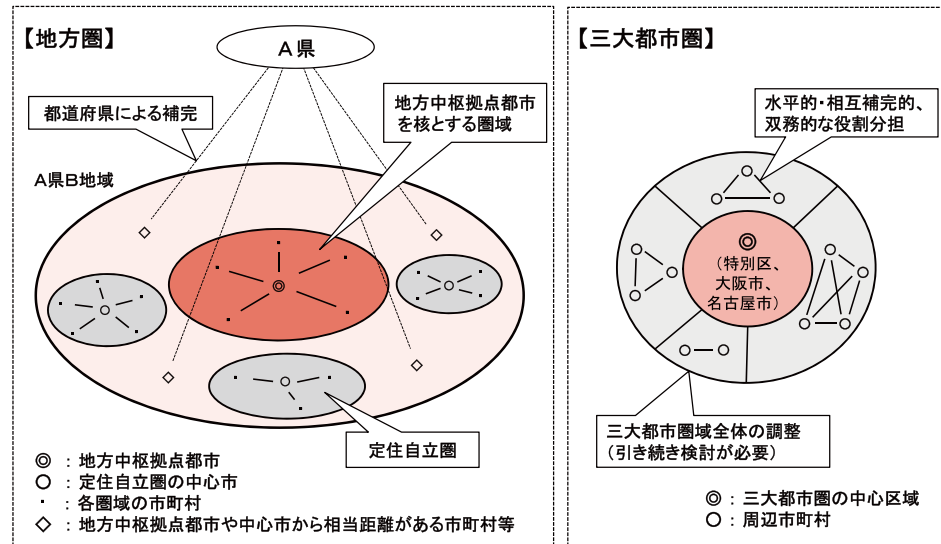 【地方圏】
A県
都道府県による補完
地方中枢拠点都市
を核とする圏域
A県B地域
定住自立圏
◎ : 地方中枢拠点都市
○ : 定住自立圏の中心市
・ : 各圏域の市町村
◇ : 地方中枢拠点都市や中心市から相当距離がある市町村等
【三大都市圏】
水平的・相互補完的、
双務的な役割分担
(特別区、
大阪市、
名古屋市)
三大都市圏域全体の調整
(引き続き検討が必要)
◎ : 三大都市圏の中心区域
○ : 周辺市町村